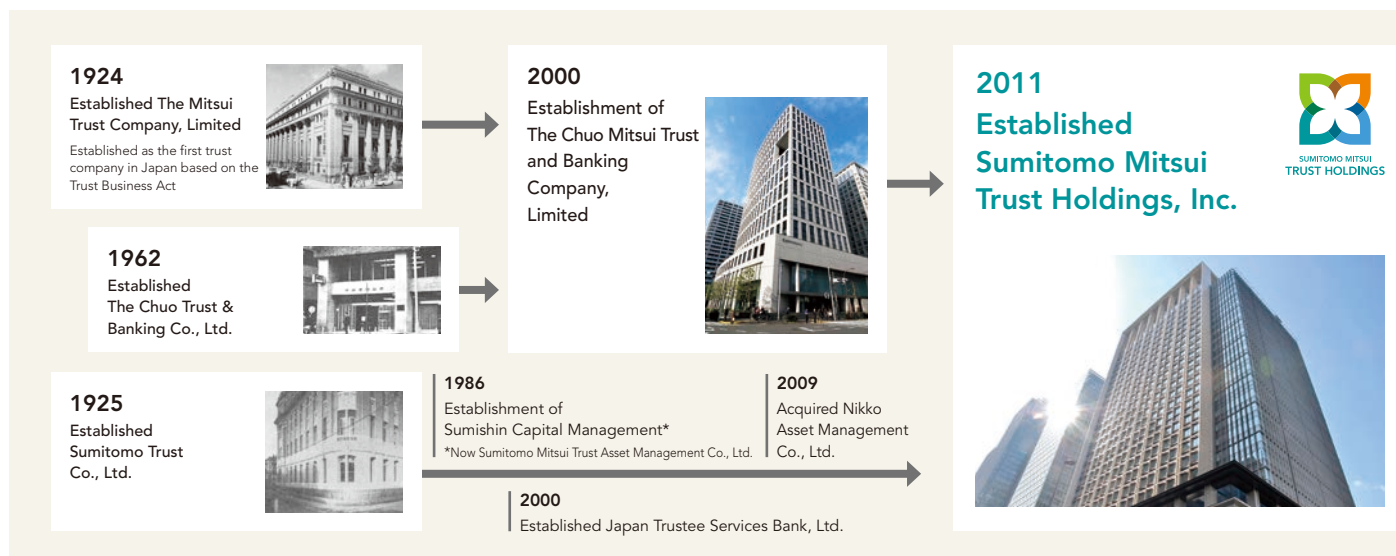 1924
Established The Mitsui
Trust Company, Limited
Established as the first trust
company in Japan based on the
Trust Business Act
1962
Established
The Chuo Trust &
Banking Co., Ltd.
1925
Established
Sumitomo Trust
Co., Ltd.
2000
Establishment of
The Chuo Mitsui Trust
and Banking
Company,
Limited
1986
Establishment of
Sumishin Capital Management*
*Now Sumitomo Mitsui Trust Asset Management Co., Ltd.
2009
Acquired Nikko
Asset Management
Co., Ltd.
2000
Established Japan Trustee Services Bank, Ltd.
2011
Established
Sumitomo Mitsui
Trust Holdings, Inc.
SUMITOMO MITSUI
TRUST HOLDINGS